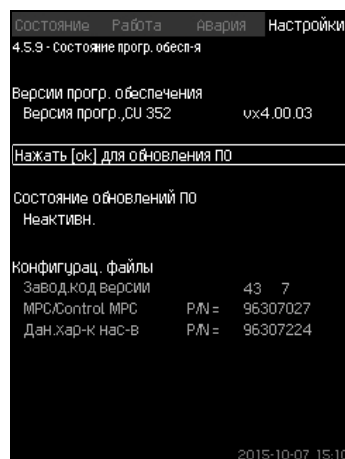 Состояние Работа Авария Настройки
4.5.9 - Состояние прогр. обесп-я
Версии прогр. обеспечения
Версия прогр.,CU 352 vx4.00.03
Нажать [ok] для обновления ПО
Состояние обновлений ПО
Неактивн.
Конфигурац. файлы
Завод.код версии 43 7
MPC/Control MPC P/N = 96307027
Дан.хар-к нас-в P/N = 96307224
2015-10-07 15:10